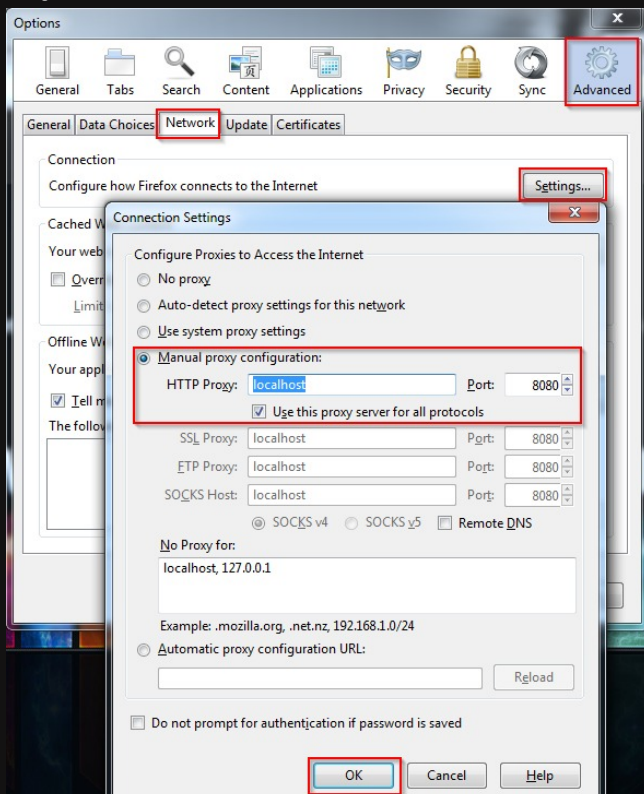 Options
General Tabs Search Content Applications Privacy Security Sync Advanced
General Data Choices Network Update Certificates
Connection
Configure how Firefox connects to the Internet Settings...
Cached W
Your web
Overr
Limit
Offline We
Your appl
Tell m
The follov
Connection Settings
Configure Proxies to Access the Internet
No proxy
Auto-detect proxy settings for this network
Use system proxy settings
Manual proxy configuration:
HTTP Proxy: localhost Port: 8080
Use this proxy server for all protocols
SSL Proxy: localhost Port: 8080
FTP Proxy: localhost Port: 8080
SOCKS Host: localhost Port: 8080
SOCKS v4 SOCKS v5 Remote DNS
No Proxy for:
localhost, 127.0.0.1
Example: .mozilla.org, .net.nz, 192.168.1.0/24
Automatic proxy configuration URL:
Reload
Do not prompt for authentication if password is saved
OK Cancel Help